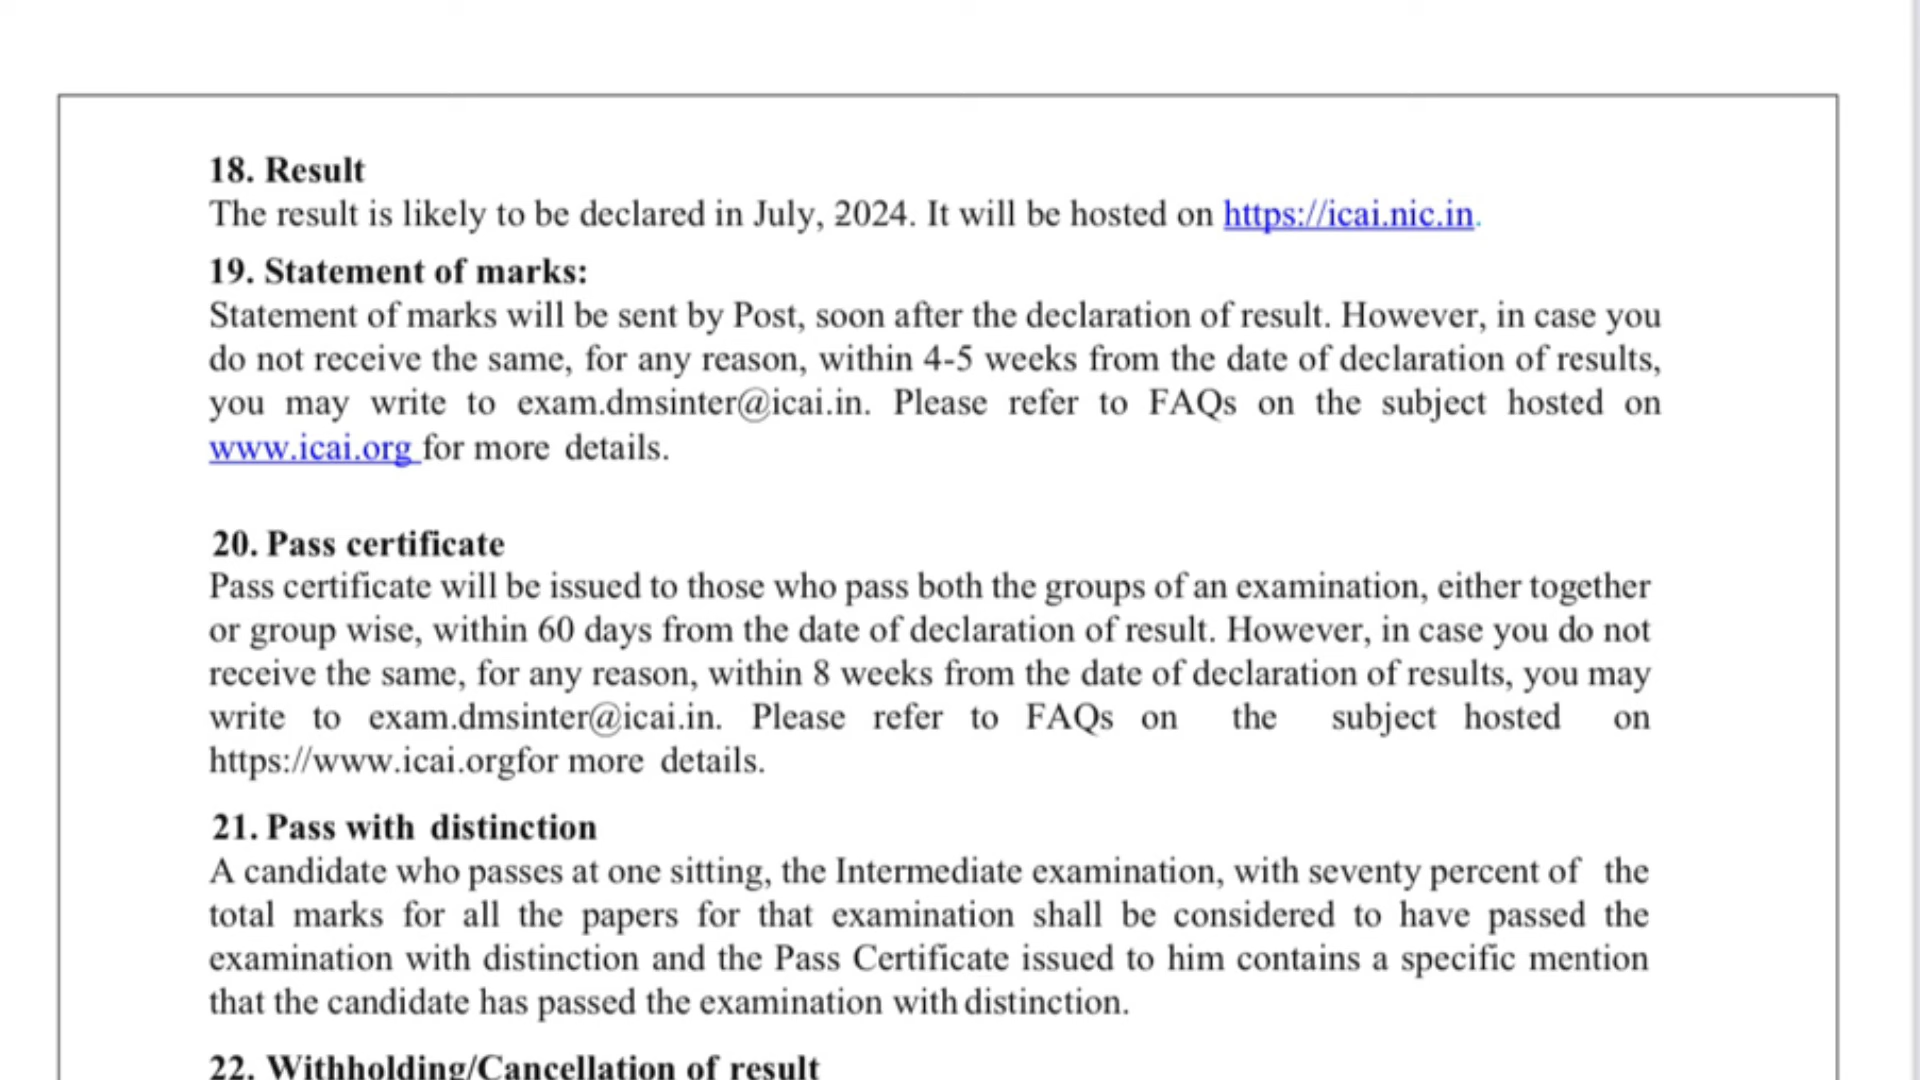 18. Result
The result is likely to be declared in July, 2024. It will be hosted on https://icai.nic.in.
19. Statement of marks:
Statement of marks will be sent by Post, soon after the declaration of result. However, in case you
do not receive the same, for any reason, within 4-5 weeks from the date of declaration of results,
you may write to exam.dmsinter@icai.in. Please refer to FAQs on the subject hosted on
www.icai.org for more details.
20. Pass certificate
Pass certificate will be issued to those who pass both the groups of an examination, either together
or group wise, within 60 days from the date of declaration of result. However, in case you do not
receive the same, for any reason, within 8 weeks from the date of declaration of results, you may
write to exam.dmsinter@icai.in. Please refer to FAQs on the subject hosted on
https://www.icai.orgfor more details.
21. Pass with distinction
A candidate who passes at one sitting, the Intermediate examination, with seventy percent of the
total marks for all the papers for that examination shall be considered to have passed the
examination with distinction and the Pass Certificate issued to him contains a specific mention
that the candidate has passed the examination with distinction.
22. Withholding/Cancellation of result